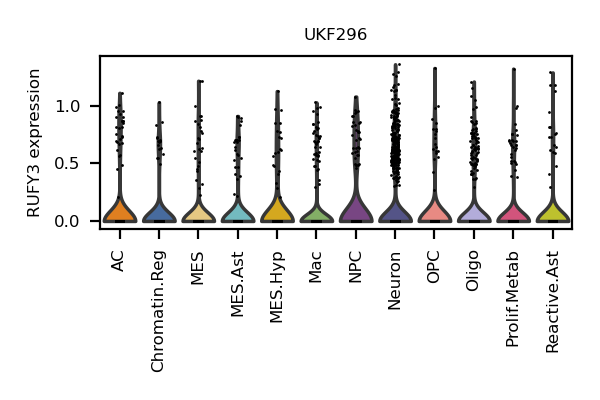 UKF296
RUFY3 expression
1.0
0.5
0.0
AC
Chromatin.Reg
MES
MES.Ast
MES.Hyp
Mac
NPC
Neuron
OPC
Oligo
Prolif.Metab
Reactive.Ast